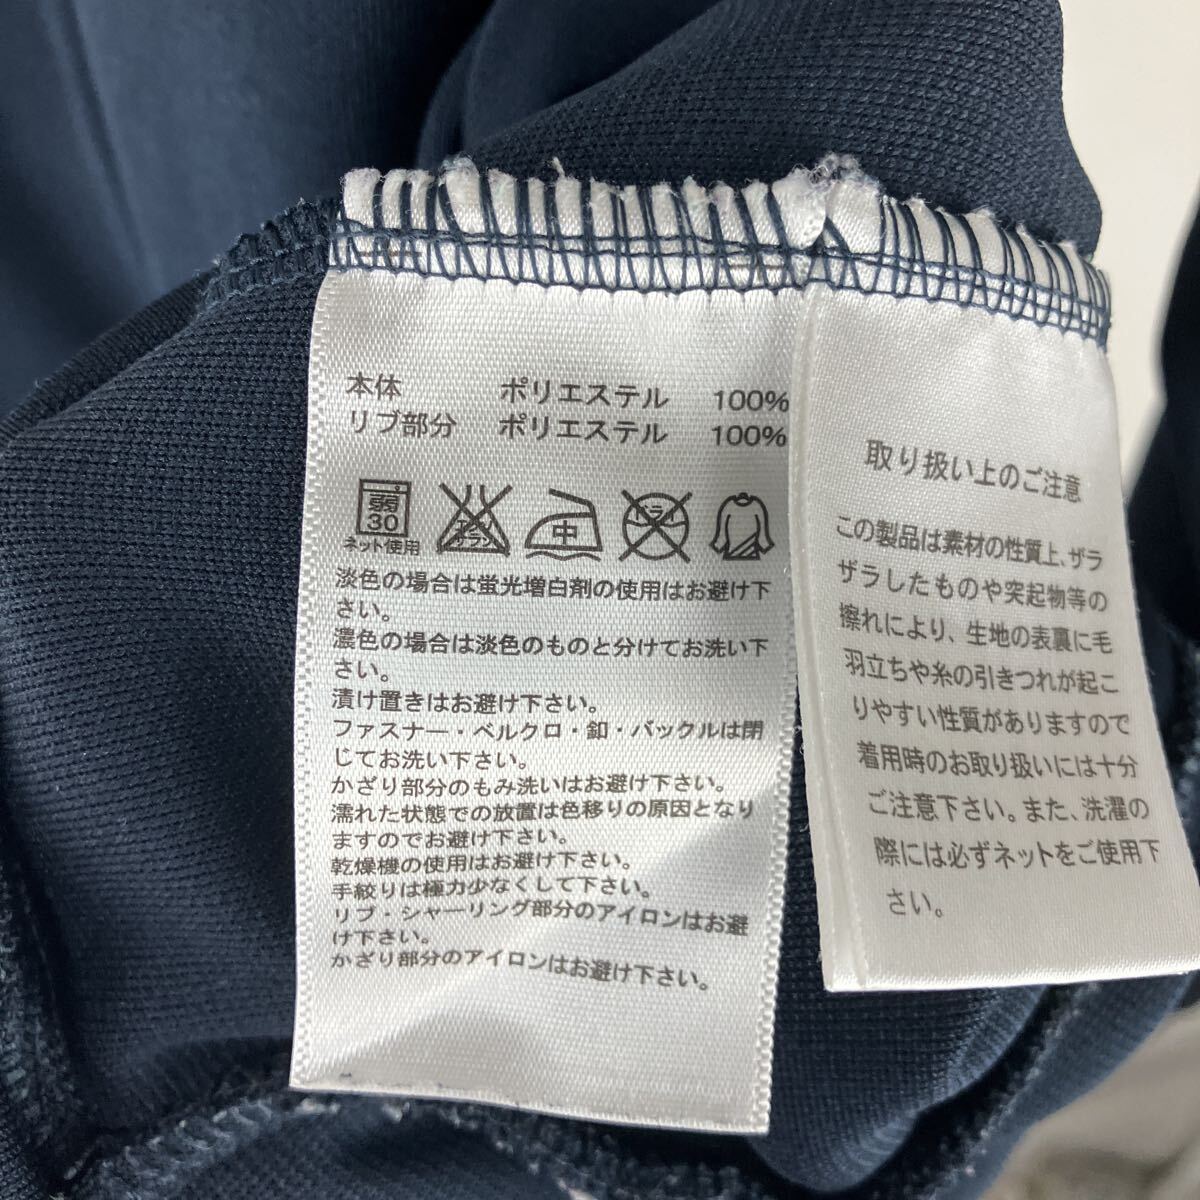 本体 ポリエステル 100%
リブ部分 ポリエステル 100%
弱
30
ネット使用
エンソ
サラシ
中
ドライ
淡色の場合は蛍光増白剤の使用はお避け下
さい。
濃色の場合は淡色のものと分けてお洗い下
さい。
漬け置きはお避け下さい。
ファスナー・ベルクロ・釦・バックルは閉
じてお洗い下さい。
かざり部分のもみ洗いはお避け下さい。
濡れた状態での放置は色移りの原因となり
ますのでお避け下さい。
乾燥機の使用はお避け下さい。
手絞りは極力少なくして下さい。
リブ・シャーリング部分のアイロンはお避
け下さい。
かざり部分のアイロンはお避け下さい。
取り扱い上のご注意
この製品は素材の性質上、ザラ
ザラしたものや突起物等の
擦れにより、生地の表裏に毛
羽立ちや糸の引きつれが起こ
りやすい性質がありますので
着用時のお取り扱いには十分
ご注意下さい。また、洗濯の
際には必ずネットをご使用下
さい。